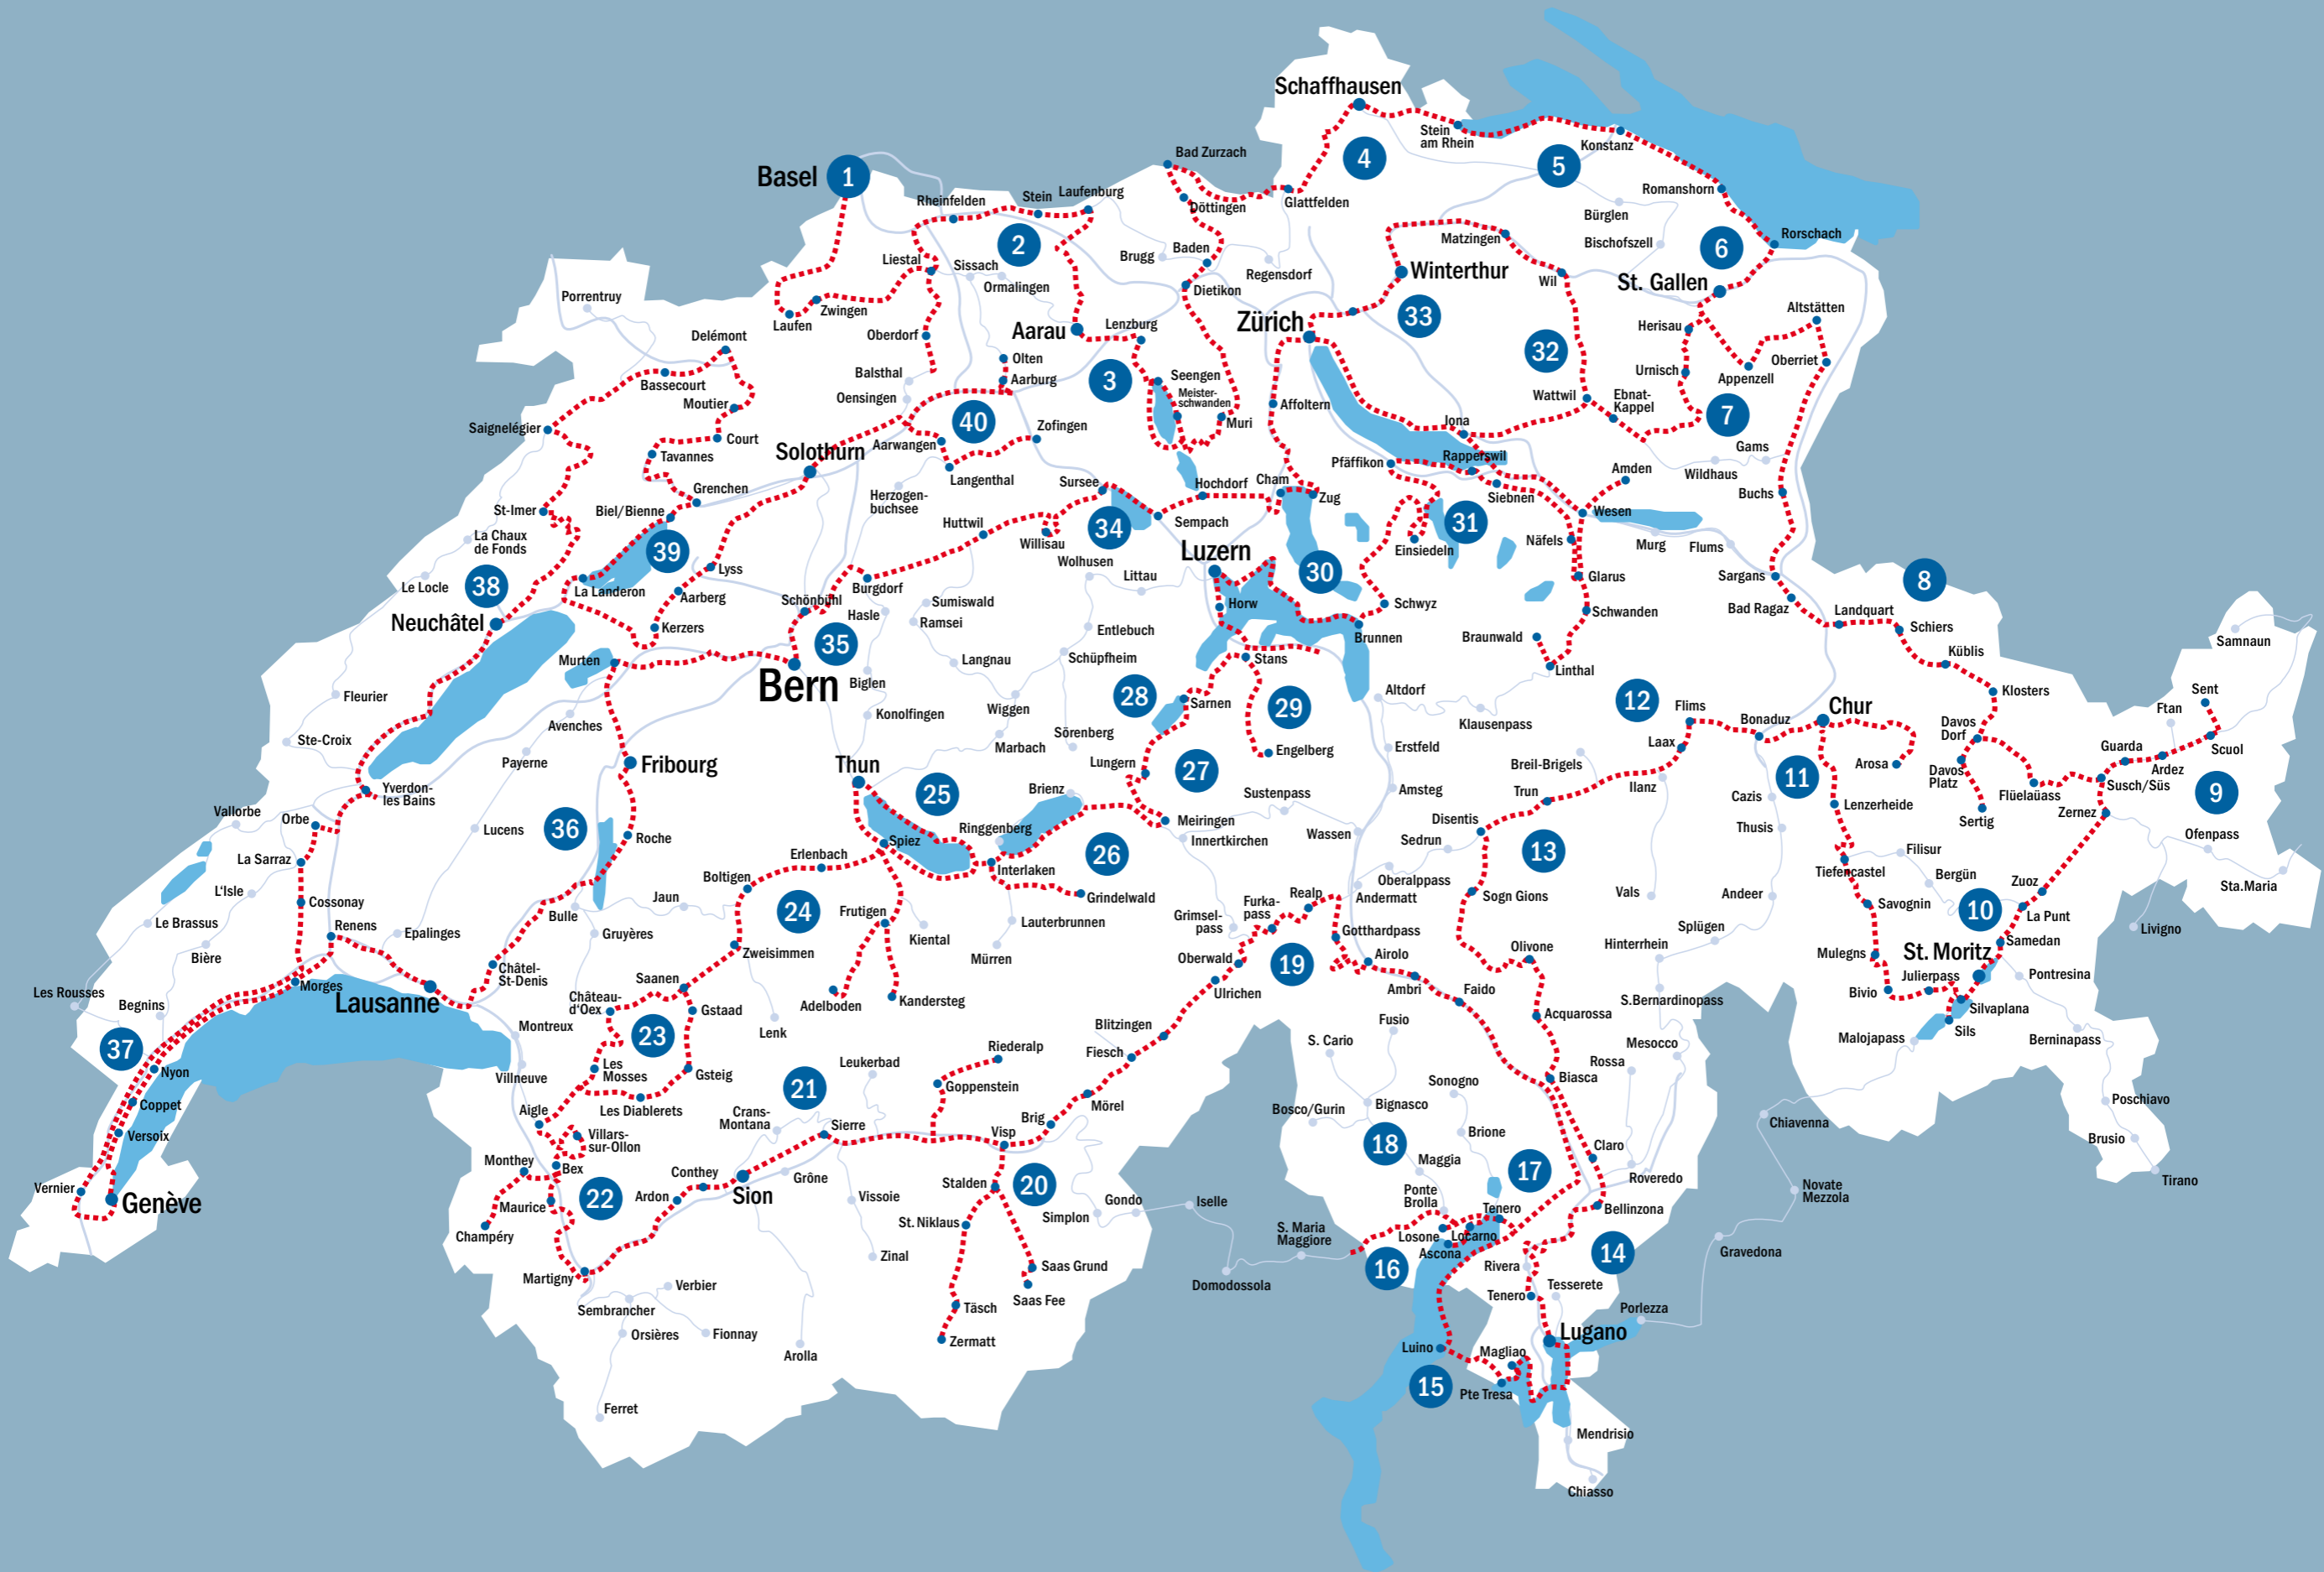 Schaffhausen
4
Stein
am Rhein
Konstanz
5
Bad Zurzach
Basel
1
Rheinfelden
Stein
Laufenburg
Döttingen
Glattfelden
Romanshorn
Bürglen
Bischofszell
Rorschach
2
Liestal
Sissach
Ormalingen
Brugg
Baden
Regensdorf
Matzingen
Winterthur
Wil
6
St. Gallen
Porrentruy
Dietikon
Zwingen
Laufen
Oberdorf
Aarau
Lenzburg
Zürich
33
Herisau
Altstätten
Delémont
32
Oberriet
Olten
Aarburg
3
Seengen
Meister-
schwanden
Muri
Urnisch
Appenzell
Bassecourt
Moutier
Balsthal
Oensingen
Affoltern
Wattwil
Ebnat-
Kappel
7
Saignelégier
Court
Tavannes
40
Aarwangen
Zofingen
Jona
Gams
Wildhaus
Solothurn
Langenthal
Pfäffikon
Rapperswil
Amden
Grenchen
Herzogen-
buchsee
Sursee
Hochdorf
Cham
Zug
Siebnen
Buchs
St-Imer
Biel/Bienne
Huttwil
Willisau
34
Sempach
31
Wesen
La Chaux
de Fonds
39
Wolhusen
Luzern
Einsiedeln
Näfels
Murg
Flums
Le Locle
38
La Landeron
Lyss
Aarberg
Burgdorf
Littau
30
Glarus
Sargans
8
Neuchâtel
Schönbühl
Hasle
Sumiswald
Ramsei
Horw
Schwyz
Schwanden
Bad Ragaz
Landquart
Schiers
Kerzers
35
Entlebuch
Brunnen
Braunwald
Linthal
Küblis
Samnaun
Murten
Bern
Biglen
Langnau
Schüpfheim
Stans
Klosters
Fleurier
Avenches
Konolfingen
Wiggen
28
Sarnen
29
Altdorf
Klausenpass
12
Flims
Bonaduz
Chur
Davos
Dorf
Sent
Ftan
Ste-Croix
Payerne
Fribourg
Marbach
Sörenberg
Engelberg
Erstfeld
Laax
Arosa
Guarda
Ardez
Scuol
Thun
Lungern
27
Breil-Brigels
11
Davos
Platz
Flüelaüass
Susch/Süs
9
Yverdon-
les Bains
25
Brienz
Sustenpass
Amsteg
Trun
Ilanz
Cazis
Lenzerheide
Sertig
Zernez
Vallorbe
Orbe
Lucens
36
Roche
Ringgenberg
Meiringen
Innertkirchen
Wassen
Disentis
Sedrun
Thusis
Ofenpass
La Sarraz
Erlenbach
Spiez
Interlaken
26
13
Filisur
Tiefencastel
Bergün
Sta.Maria
L'Isle
Cossonay
Boltigen
Grindelwald
Oberalppass
Andermatt
Sogn Gions
Vals
Andeer
Zuoz
Le Brassus
Renens
Epalinges
Bulle
Jaun
24
Frutigen
Kiental
Lauterbrunnen
Grimsel-
pass
Furka-
pass
Realp
Gotthardpass
Savognin
10
La Punt
Livigno
Bière
Gruyères
Mürren
Splügen
Hinterrhein
Samedan
Zweisimmen
Oberwald
19
Airolo
Olivone
Mulegns
St. Moritz
Châtel-
St-Denis
Saanen
Ulrichen
Ambri
Faido
Julierpass
Pontresina
Les Rousses
Begnins
Morges
Lausanne
Château-
d'Oex
Gstaad
Adelboden
Kandersteg
S.Bernardinopass
Bivio
Silvaplana
Montreux
23
Lenk
Blitzingen
Fusio
Acquarossa
Sils
Malojapass
Berninapass
37
Nyon
Les
Mosses
Gsteig
Leukerbad
Riederalp
Fiesch
S. Cario
Mesocco
Rossa
Villneuve
21
Goppenstein
Biasca
Coppet
Aigle
Les Diablerets
Crans-
Montana
Sierre
Brig
Mörel
Bosco/Gurin
Bignasco
Sonogno
Chiavenna
Poschiavo
Versoix
Villars-
sur-Ollon
Visp
18
Brione
Claro
Brusio
Vernier
Monthey
Bex
Conthey
Grône
Stalden
20
Maggia
17
Roveredo
Tirano
Genève
Maurice
22
Ardon
Sion
Vissoie
Gondo
Simplon
Iselle
Ponte
Brolla
Tenero
Bellinzona
Novate
Mezzola
Champéry
St. Niklaus
S. Maria
Maggiore
Losone
Locarno
Ascona
14
Gravedona
Martigny
Zinal
Saas Grund
Domodossola
16
Rivera
Tesserete
Verbier
Sembrancher
Saas Fee
Tenero
Porlezza
Orsières
Fionnay
Täsch
Zermatt
Lugano
Arolla
Luino
Magliao
Ferret
15
Pte Tresa
Mendrisio
Chiasso